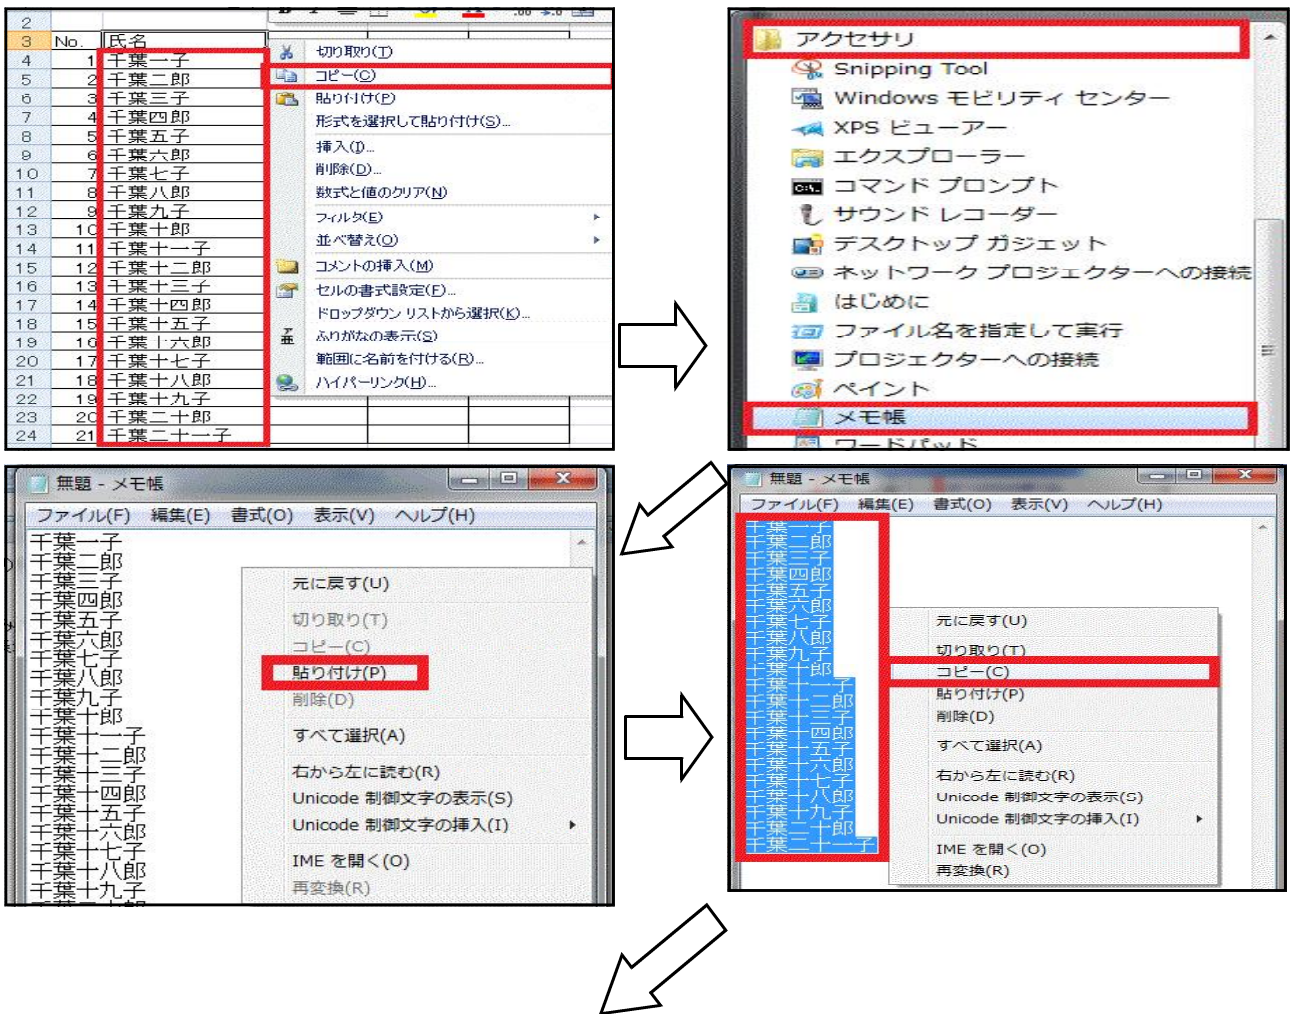 2
3 No. 氏名
4 1 千葉一子
5 2 千葉二郎
6 3 千葉三子
7 4 千葉四郎
8 5 千葉五子
9 6 千葉六郎
10 7 千葉七子
11 8 千葉八郎
12 9 千葉九子
13 10 千葉十郎
14 11 千葉十一子
15 12 千葉十二郎
16 13 千葉十三子
17 14 千葉十四郎
18 15 千葉十五子
19 16 千葉十六郎
20 17 千葉十七子
21 18 千葉十八郎
22 19 千葉十九子
23 20 千葉二十郎
24 21 千葉二十一子
切り取り(T)
コピー(C)
貼り付け(P)
形式を選択して貼り付け(S)...
挿入(I)...
削除(D)...
数式と値のクリア(N)
フィルタ(E)
並べ替え(O)
コメントの挿入(M)
セルの書式設定(F)...
ドロップダウン リストから選択(K)...
ふりがなの表示(S)
範囲に名前を付ける(R)...
ハイパーリンク(H)...
アクセサリ
Snipping Tool
Windows モビリティ センター
XPS ビューアー
エクスプローラー
コマンド プロンプト
サウンド レコーダー
デスクトップ ガジェット
ネットワーク プロジェクターへの接続
はじめに
ファイル名を指定して実行
プロジェクターへの接続
ペイント
メモ帳
ワードパッド
無題 - メモ帳
ファイル(F) 編集(E) 書式(O) 表示(V) ヘルプ(H)
千葉一子
千葉二郎
千葉三子
千葉四郎
千葉五子
千葉六郎
千葉七子
千葉八郎
千葉九子
千葉十郎
千葉十一子
千葉十二郎
千葉十三子
千葉十四郎
千葉十五子
千葉十六郎
千葉十七子
千葉十八郎
千葉十九子
元に戻す(U)
切り取り(T)
コピー(C)
貼り付け(P)
削除(D)
すべて選択(A)
右から左に読む(R)
Unicode 制御文字の表示(S)
Unicode 制御文字の挿入(I)
IME を開く(O)
再変換(R)
無題 - メモ帳
ファイル(F) 編集(E) 書式(O) 表示(V) ヘルプ(H)
千葉一子
千葉二郎
千葉三子
千葉四郎
千葉五子
千葉六郎
千葉七子
千葉八郎
千葉九子
千葉十郎
千葉十一子
千葉十二郎
千葉十三子
千葉十四郎
千葉十五子
千葉十六郎
千葉十七子
千葉十八郎
千葉十九子
千葉二十郎
千葉二十一子
元に戻す(U)
切り取り(T)
コピー(C)
貼り付け(P)
削除(D)
すべて選択(A)
右から左に読む(R)
Unicode 制御文字の表示(S)
Unicode 制御文字の挿入(I)
IME を開く(O)
再変換(R)